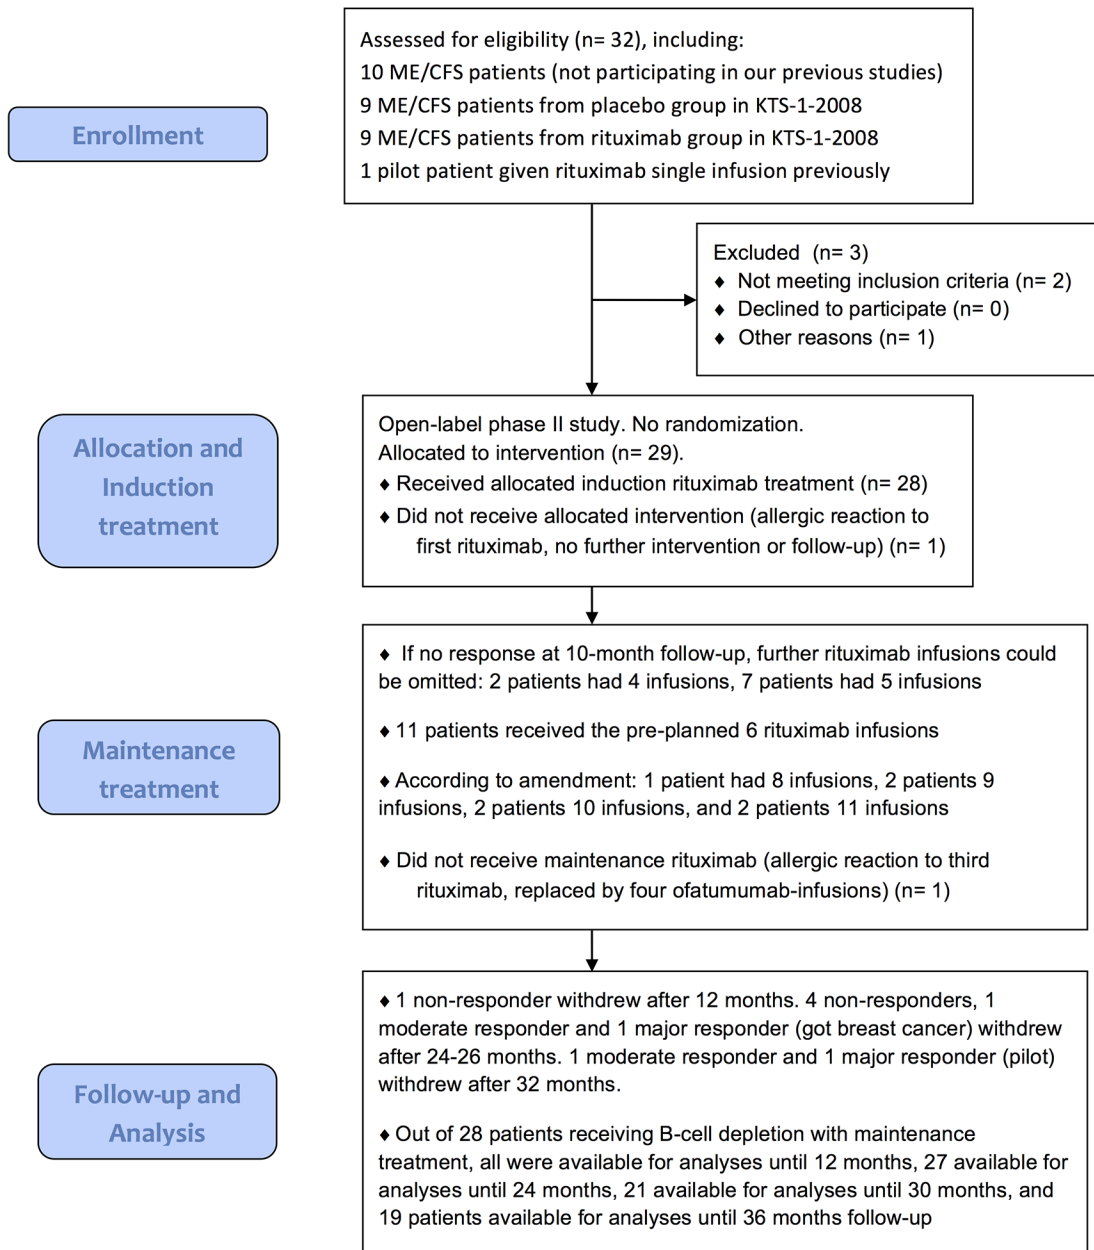 Assessed for eligibility (n= 32), including:
10 ME/CFS patients (not participating in our previous studies)
9 ME/CFS patients from placebo group in KTS-1-2008
9 ME/CFS patients from rituximab group in KTS-1-2008
1 pilot patient given rituximab single infusion previously
Enrollment
Excluded (n= 3)
♦ Not meeting inclusion criteria (n= 2)
♦ Declined to participate (n= 0)
♦ Other reasons (n= 1)
Allocation and
Induction
treatment
Open-label phase II study. No randomization.
Allocated to intervention (n= 29).
♦ Received allocated induction rituximab treatment (n= 28)
♦ Did not receive allocated intervention (allergic reaction to
first rituximab, no further intervention or follow-up) (n= 1)
Maintenance
treatment
♦ If no response at 10-month follow-up, further rituximab infusions could
be omitted: 2 patients had 4 infusions, 7 patients had 5 infusions
♦ 11 patients received the pre-planned 6 rituximab infusions
♦ According to amendment: 1 patient had 8 infusions, 2 patients 9
infusions, 2 patients 10 infusions, and 2 patients 11 infusions
♦ Did not receive maintenance rituximab (allergic reaction to third
rituximab, replaced by four ofatumumab-infusions) (n= 1)
Follow-up and
Analysis
♦ 1 non-responder withdrew after 12 months. 4 non-responders, 1
moderate responder and 1 major responder (got breast cancer) withdrew
after 24-26 months. 1 moderate responder and 1 major responder (pilot)
withdrew after 32 months.
♦ Out of 28 patients receiving B-cell depletion with maintenance
treatment, all were available for analyses until 12 months, 27 available for
analyses until 24 months, 21 available for analyses until 30 months, and
19 patients available for analyses until 36 months follow-up